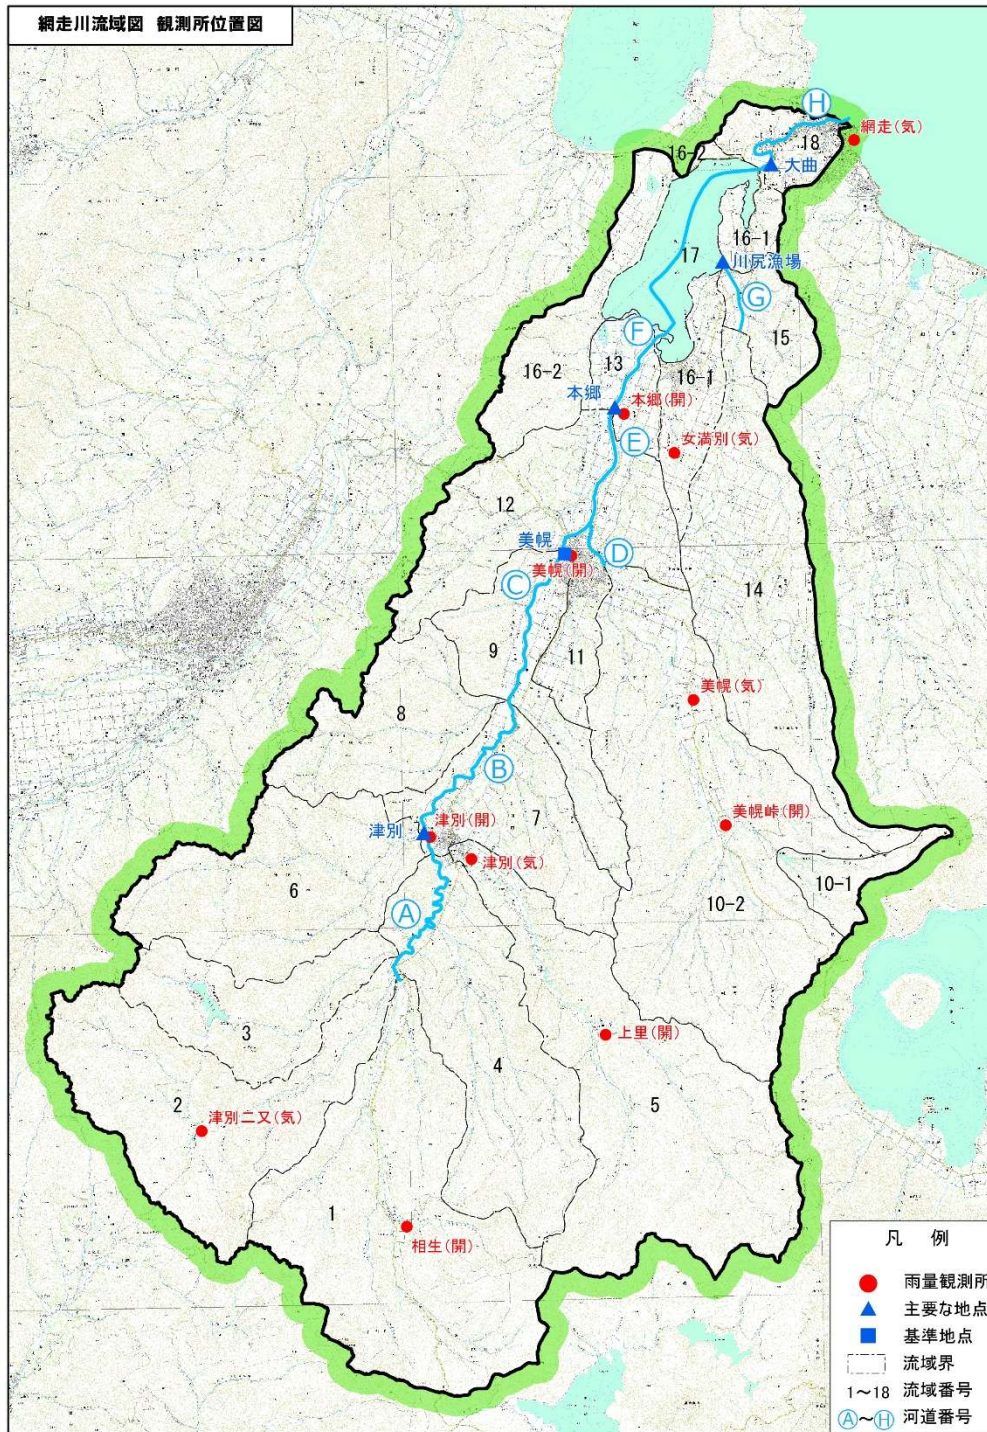 網走川流域図 観測所位置図
Ⓗ
網走(気)
18
16-2
大曲
16-1
17
川尻漁場
Ⓖ
Ⓕ
15
13
16-2
16-1
本郷
本郷(開)
Ⓔ
女満別(気)
12
美幌
美幌(開)
Ⓓ
Ⓒ
14
9
11
美幌(気)
8
Ⓑ
7
津別
津別(開)
美幌峠(開)
津別(気)
10-1
6
10-2
Ⓐ
3
上里(開)
4
5
2
津別二又(気)
1
相生(開)
凡 例
雨量観測所
主要な地点
基準地点
流域界
1～18 流域番号
Ⓐ～Ⓗ 河道番号